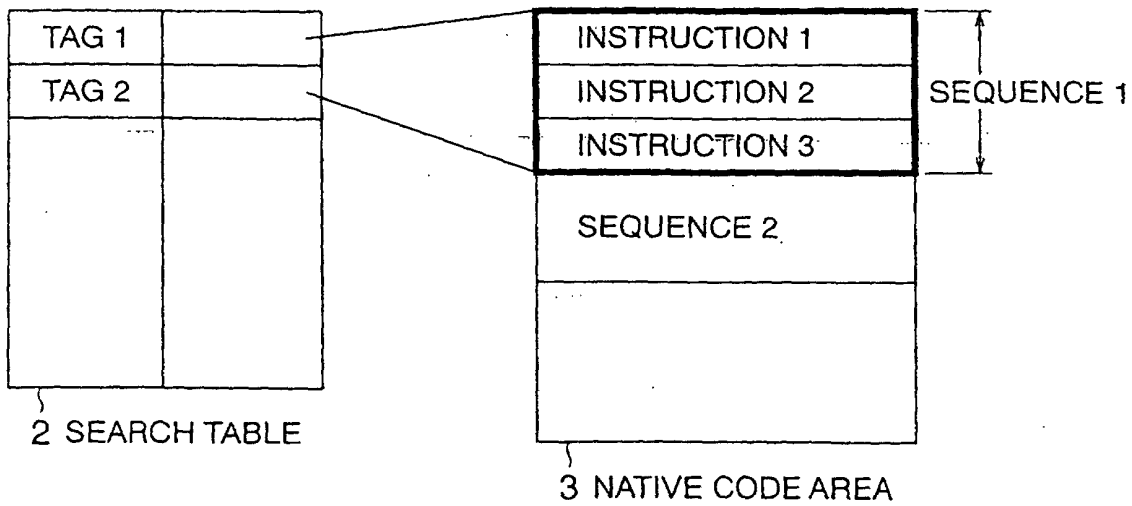 TAG 1
TAG 2
INSTRUCTION 1
INSTRUCTION 2
INSTRUCTION 3
SEQUENCE 1
SEQUENCE 2
2 SEARCH TABLE
3 NATIVE CODE AREA